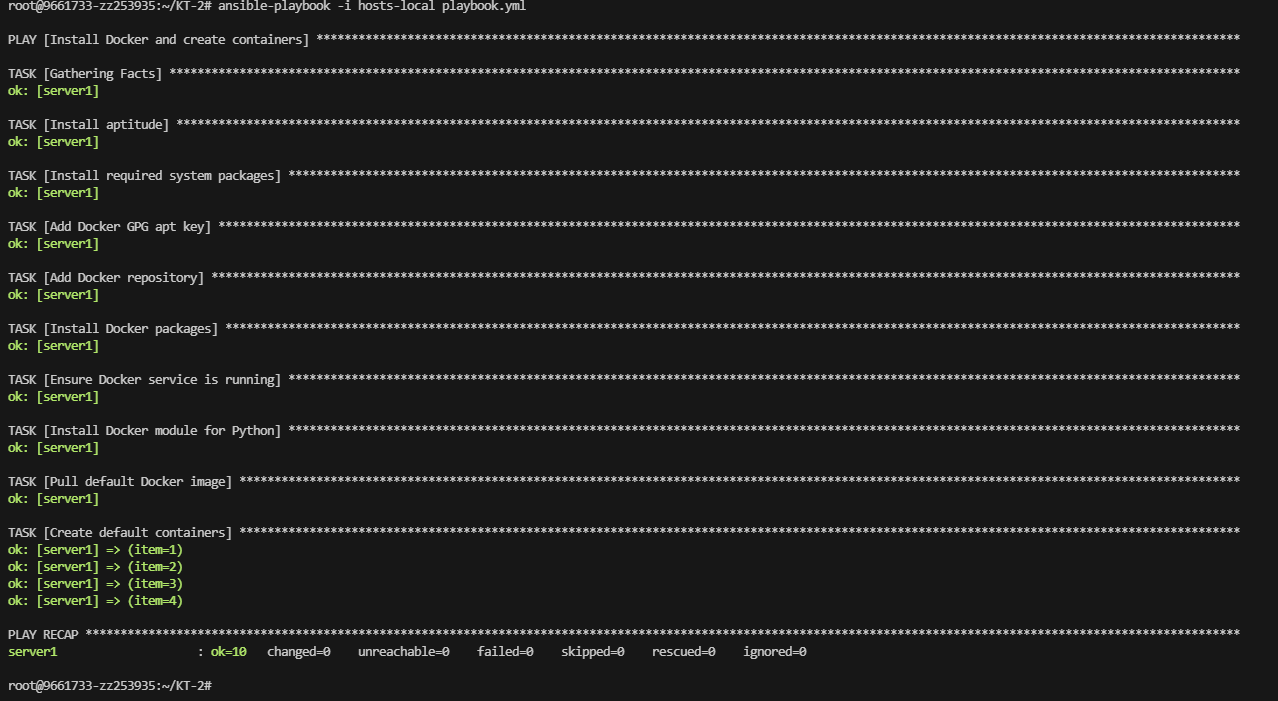 root@9661733-zz253935:~/KT-2# ansible-playbook -i hosts-local playbook.yml
PLAY [Install Docker and create containers] ************************************************************************************************************************************
TASK [Gathering Facts] *********************************************************************************************************************************************************
ok: [server1]
TASK [Install aptitude] ********************************************************************************************************************************************************
ok: [server1]
TASK [Install required system packages] ****************************************************************************************************************************************
ok: [server1]
TASK [Add Docker GPG apt key] **************************************************************************************************************************************************
ok: [server1]
TASK [Add Docker repository] ***************************************************************************************************************************************************
ok: [server1]
TASK [Install Docker packages] *************************************************************************************************************************************************
ok: [server1]
TASK [Ensure Docker service is running] ****************************************************************************************************************************************
ok: [server1]
TASK [Install Docker module for Python] ****************************************************************************************************************************************
ok: [server1]
TASK [Pull default Docker image] ***********************************************************************************************************************************************
ok: [server1]
TASK [Create default containers] ***********************************************************************************************************************************************
ok: [server1] => (item=1)
ok: [server1] => (item=2)
ok: [server1] => (item=3)
ok: [server1] => (item=4)
PLAY RECAP *********************************************************************************************************************************************************************
server1                    : ok=10   changed=0    unreachable=0    failed=0    skipped=0    rescued=0    ignored=0
root@9661733-zz253935:~/KT-2#